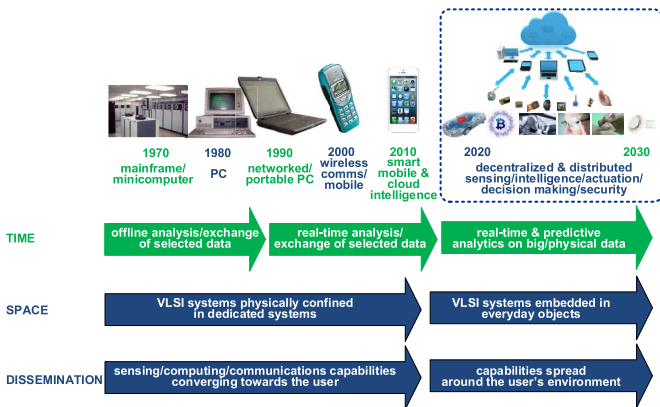 1970
mainframe/
minicomputer
1980
PC
1990
networked/
portable PC
2000
wireless
comms/
mobile
2010
smart
mobile &
cloud
intelligence
2020
2030
decentralized & distributed
sensing/intelligence/actuation/
decision making/security
TIME
offline analysis/exchange
of selected data
real-time analysis/
exchange of selected data
real-time & predictive
analytics on big/physical data
SPACE
VLSI systems physically confined
in dedicated systems
VLSI systems embedded in
everyday objects
DISSEMINATION
sensing/computing/communications capabilities
converging towards the user
capabilities spread
around the user's environment